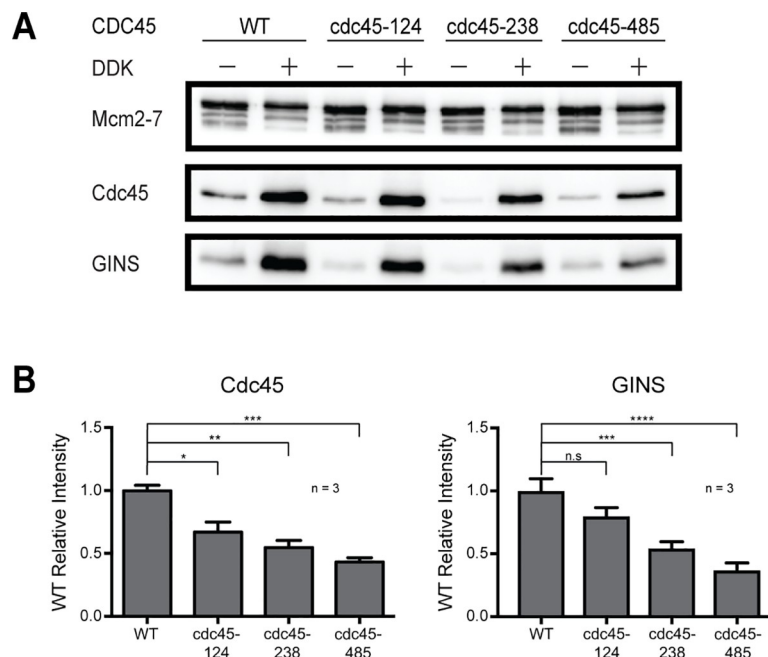 A
CDC45 WT cdc45-124 cdc45-238 cdc45-485
DDK − + − + − + − +
Mcm2-7
Cdc45
GINS
B
Cdc45
WT Relative Intensity
1.5
1.0
0.5
0.0
***
**
*
n = 3
WT cdc45-124 cdc45-238 cdc45-485
GINS
WT Relative Intensity
1.5
1.0
0.5
0.0
****
***
n.s
n = 3
WT cdc45-124 cdc45-238 cdc45-485